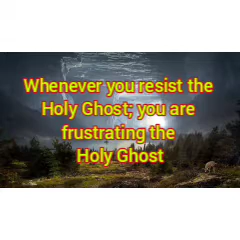 Whenever you resist the
Holy Ghost; you are
frustrating the
Holy Ghost